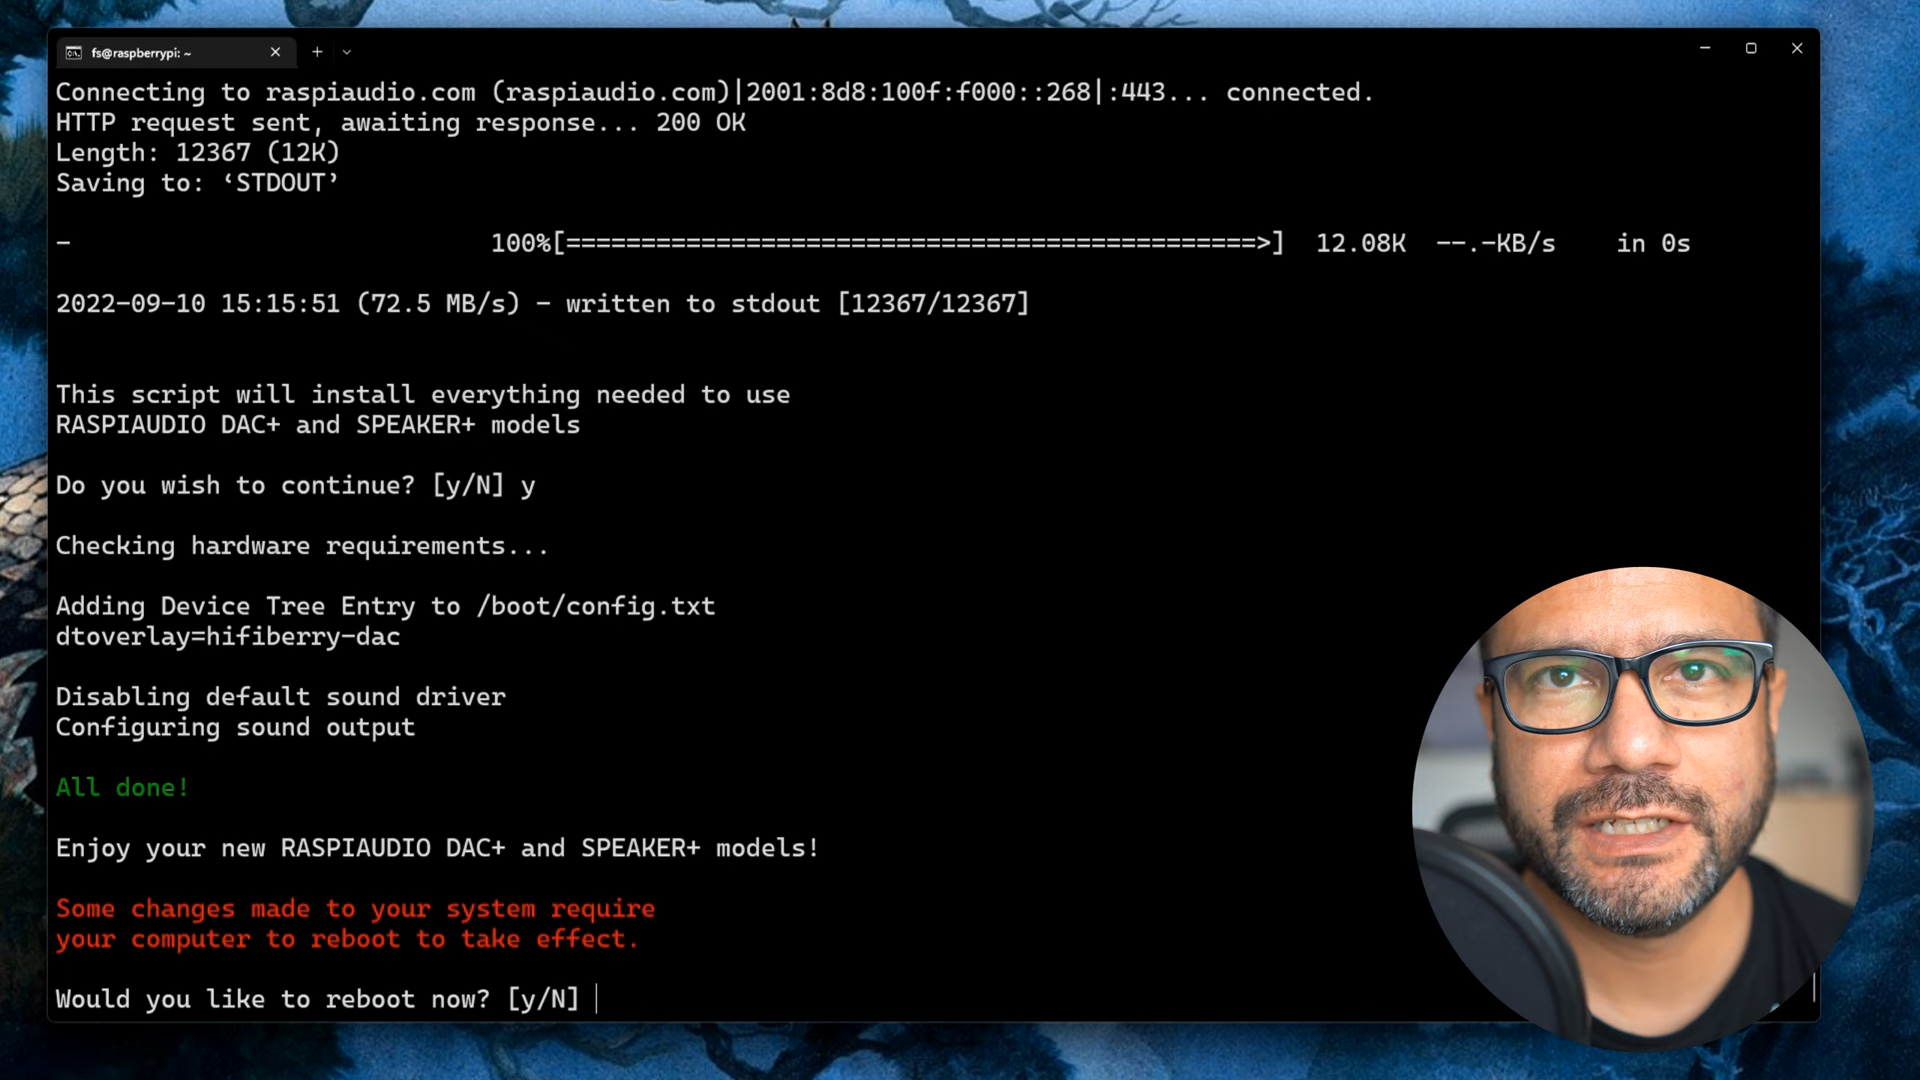 fs@raspberrypi: ~
Connecting to raspiaudio.com (raspiaudio.com)|2001:8d8:100f:f000::268|:443... connected.
HTTP request sent, awaiting response... 200 OK
Length: 12367 (12K)
Saving to: ‘STDOUT’
-                             100%[==============================================>]  12.08K  --.-KB/s    in 0s
2022-09-10 15:15:51 (72.5 MB/s) - written to stdout [12367/12367]
This script will install everything needed to use
RASPIAUDIO DAC+ and SPEAKER+ models
Do you wish to continue? [y/N] y
Checking hardware requirements...
Adding Device Tree Entry to /boot/config.txt
dtoverlay=hifiberry-dac
Disabling default sound driver
Configuring sound output
All done!
Enjoy your new RASPIAUDIO DAC+ and SPEAKER+ models!
Some changes made to your system require
your computer to reboot to take effect.
Would you like to reboot now? [y/N]